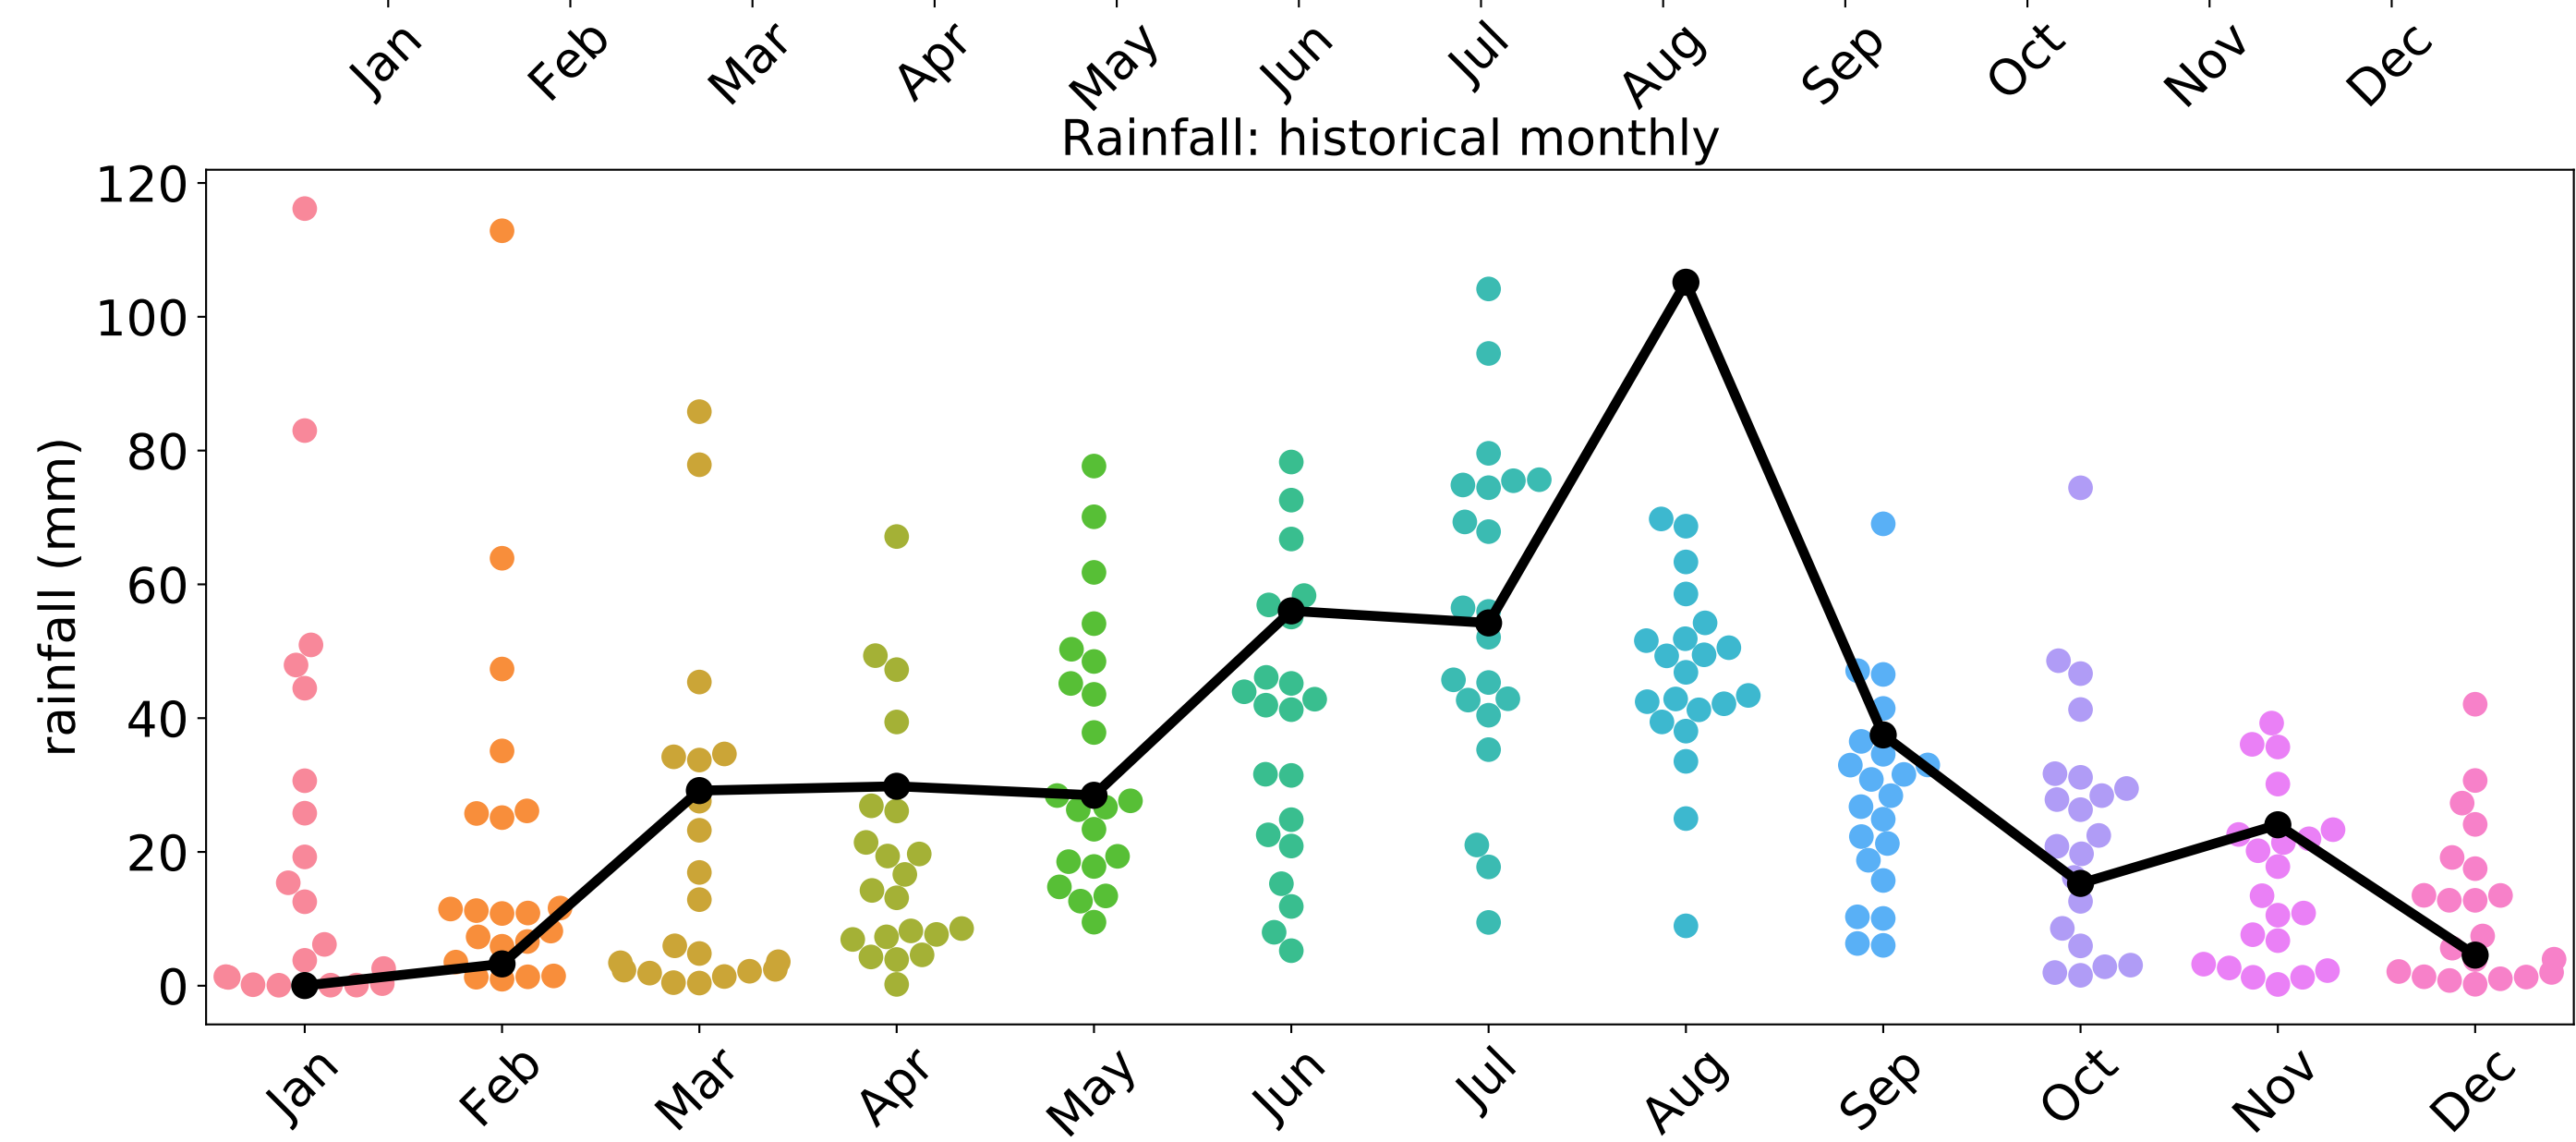 Jan Feb Mar Apr May Jun Jul Aug Sep Oct Nov Dec
Rainfall: historical monthly
120
100
80
60
40
20
0
rainfall (mm)
Jan Feb Mar Apr May Jun Jul Aug Sep Oct Nov Dec